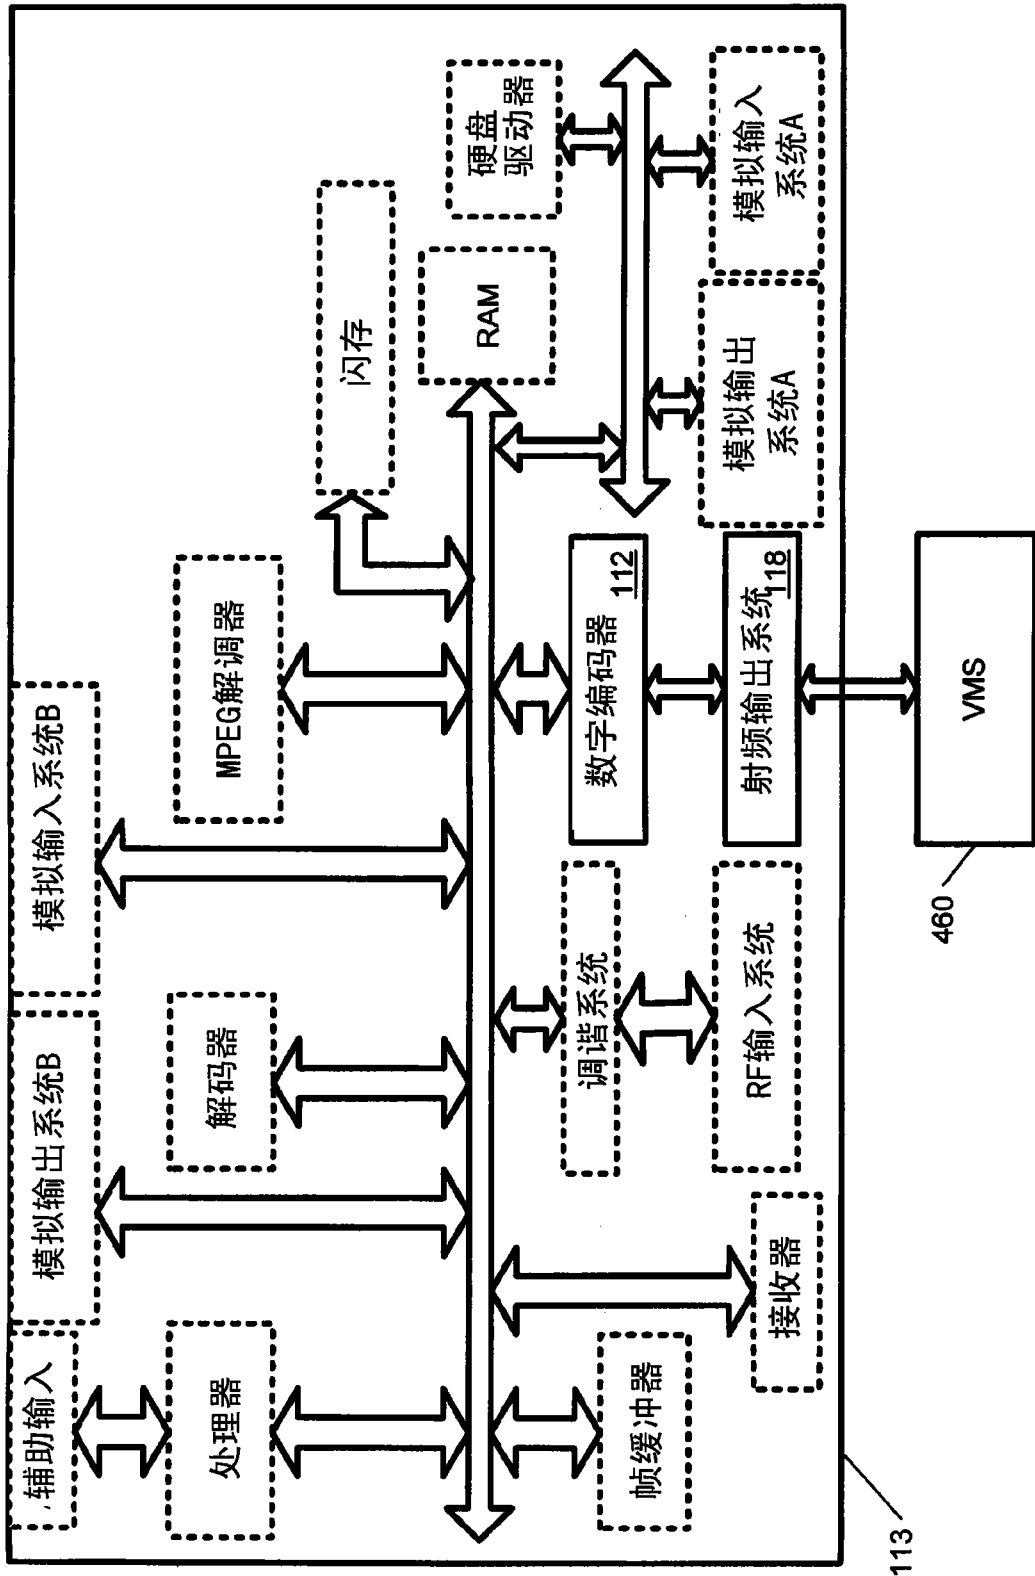 辅助输入
模拟输出系统B
模拟输入系统B
处理器
解码器
MPEG解调器
闪存
RAM
硬盘
驱动器
帧缓冲器
调谐系统
数字编码器
112
接收器
RF输入系统
射频输出系统
118
模拟输出
系统A
模拟输入
系统A
113
460
VMS